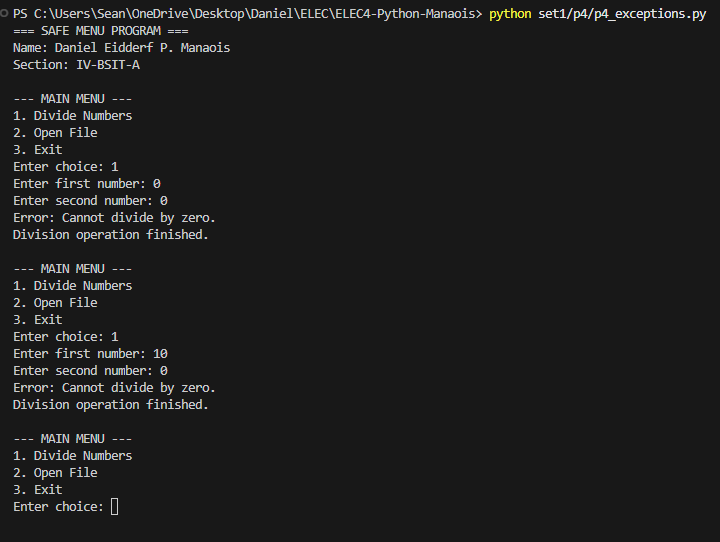 PS C:\Users\Sean\OneDrive\Desktop\Daniel\ELEC\ELEC4-Python-Manaois> python set1/p4/p4_exceptions.py
=== SAFE MENU PROGRAM ===
Name: Daniel Eidderf P. Manaois
Section: IV-BSIT-A

--- MAIN MENU ---
1. Divide Numbers
2. Open File
3. Exit
Enter choice: 1
Enter first number: 0
Enter second number: 0
Error: Cannot divide by zero.
Division operation finished.

--- MAIN MENU ---
1. Divide Numbers
2. Open File
3. Exit
Enter choice: 1
Enter first number: 10
Enter second number: 0
Error: Cannot divide by zero.
Division operation finished.

--- MAIN MENU ---
1. Divide Numbers
2. Open File
3. Exit
Enter choice: